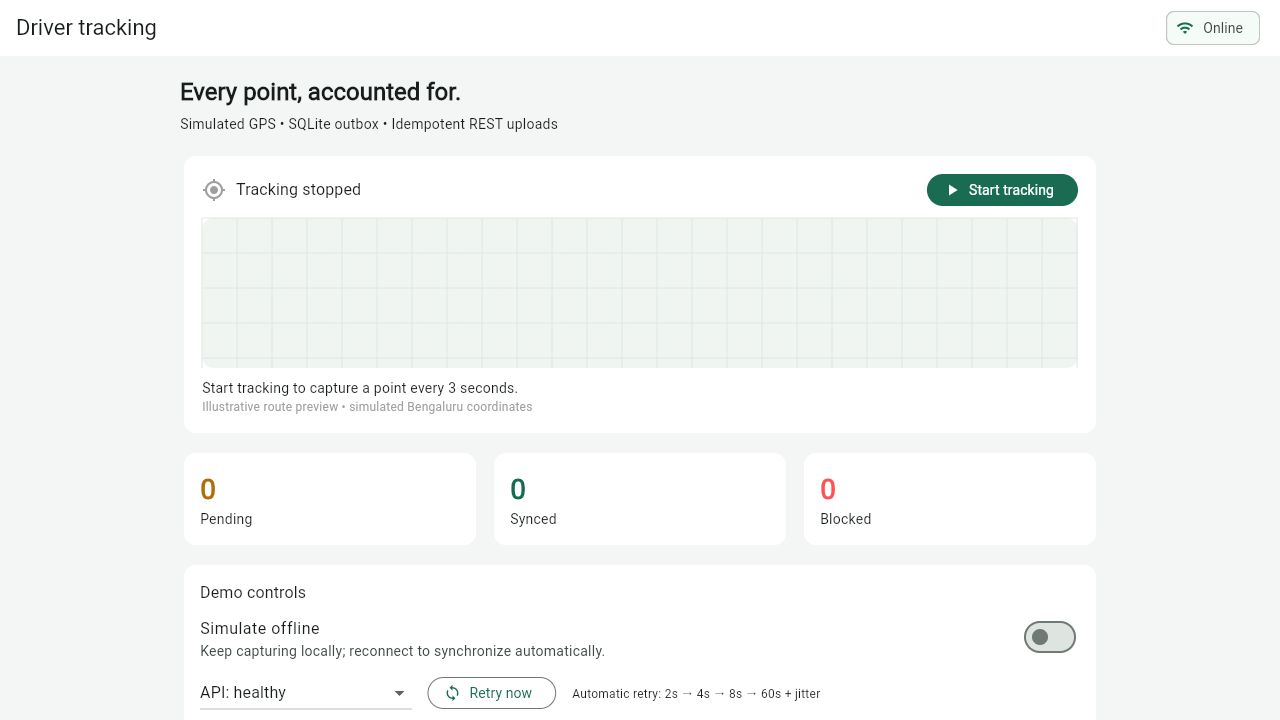 Driver tracking
Online
Every point, accounted for.
Simulated GPS • SQLite outbox • Idempotent REST uploads
Tracking stopped
Start tracking
Start tracking to capture a point every 3 seconds.
Illustrative route preview • simulated Bengaluru coordinates
0
Pending
0
Synced
0
Blocked
Demo controls
Simulate offline
Keep capturing locally; reconnect to synchronize automatically.
API: healthy
Retry now
Automatic retry: 2s → 4s → 8s → 60s + jitter